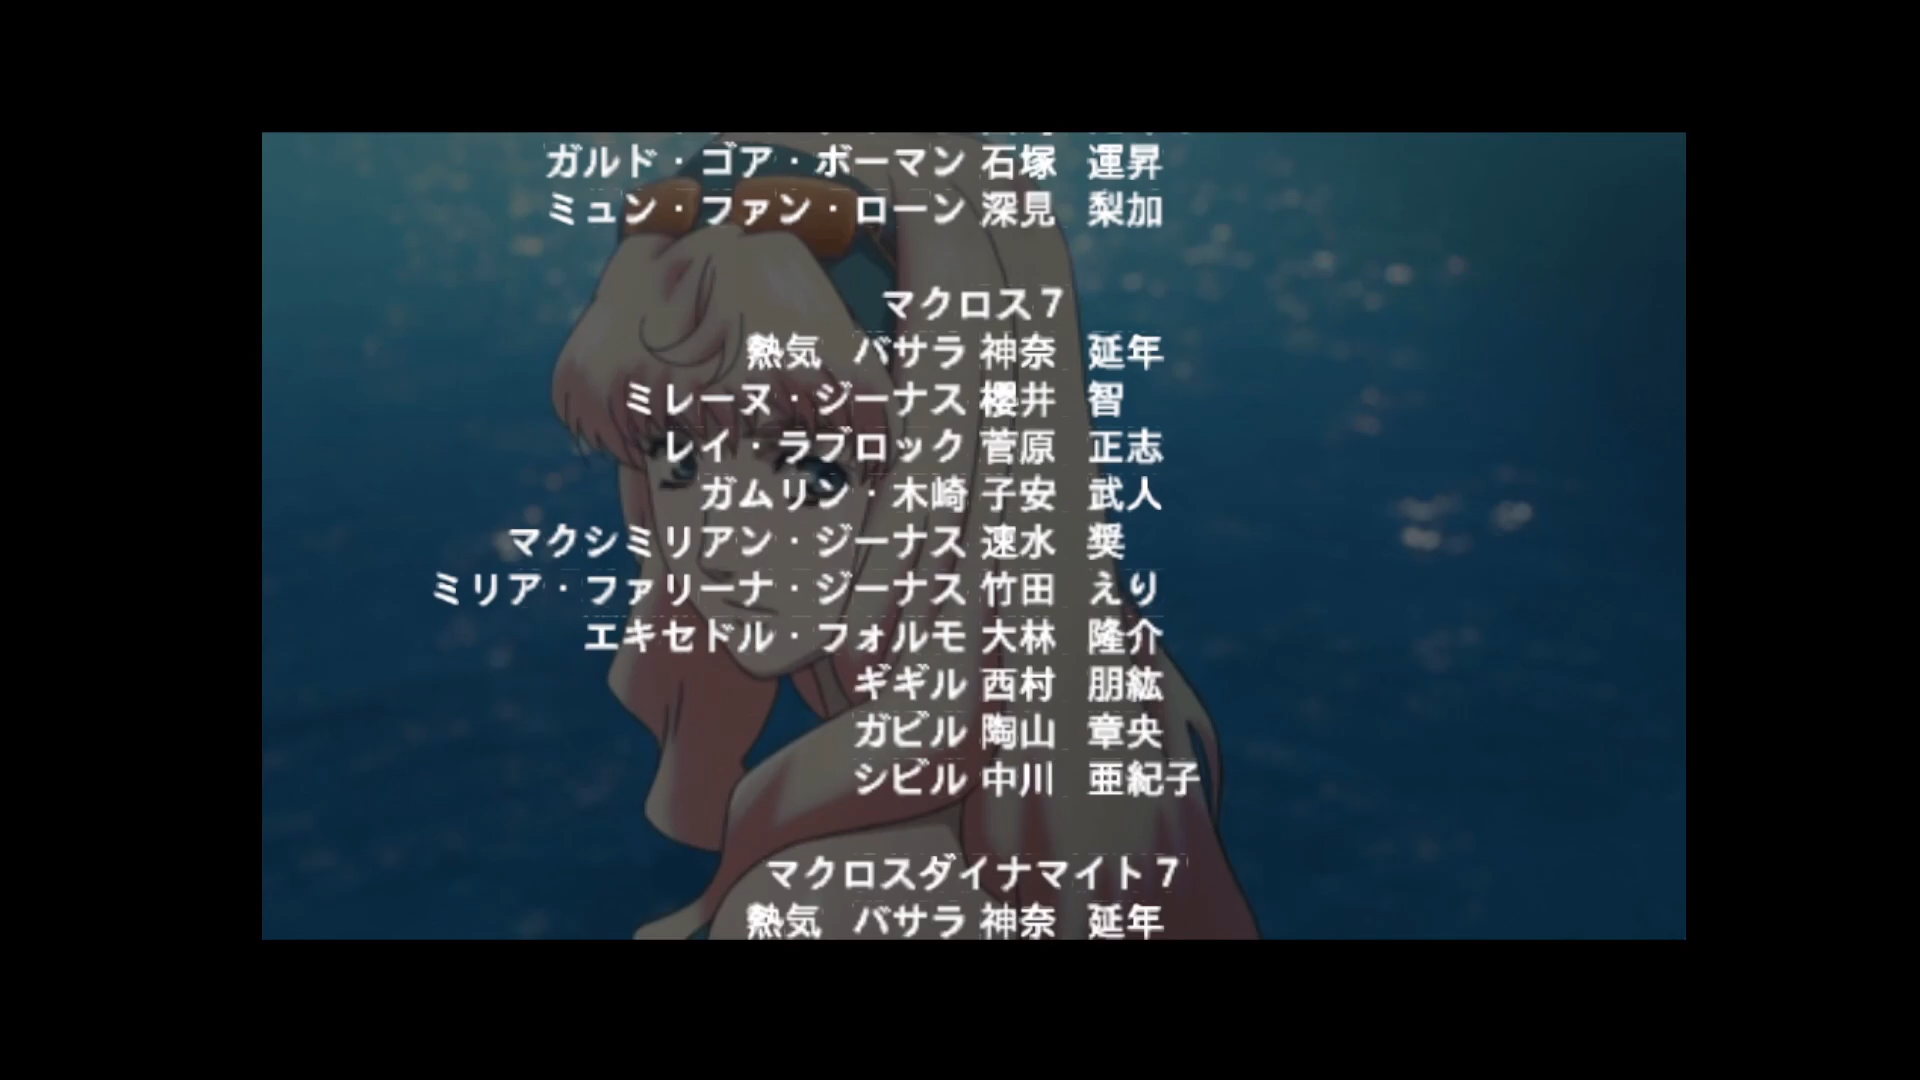 ガルド・ゴア・ボーマン 石塚 運昇
ミュン・ファン・ローン 深見 梨加
マクロス7
熱気 バサラ 神奈 延年
ミレーヌ・ジーナス 櫻井 智
レイ・ラブロック 菅原 正志
ガムリン・木崎 子安 武人
マクシミリアン・ジーナス 速水 奨
ミリア・ファリーナ・ジーナス 竹田 えり
エキセドル・フォルモ 大林 隆介
ギギル 西村 朋紘
ガビル 陶山 章央
シビル 中川 亜紀子
マクロスダイナマイト7
熱気 バサラ 神奈 延年